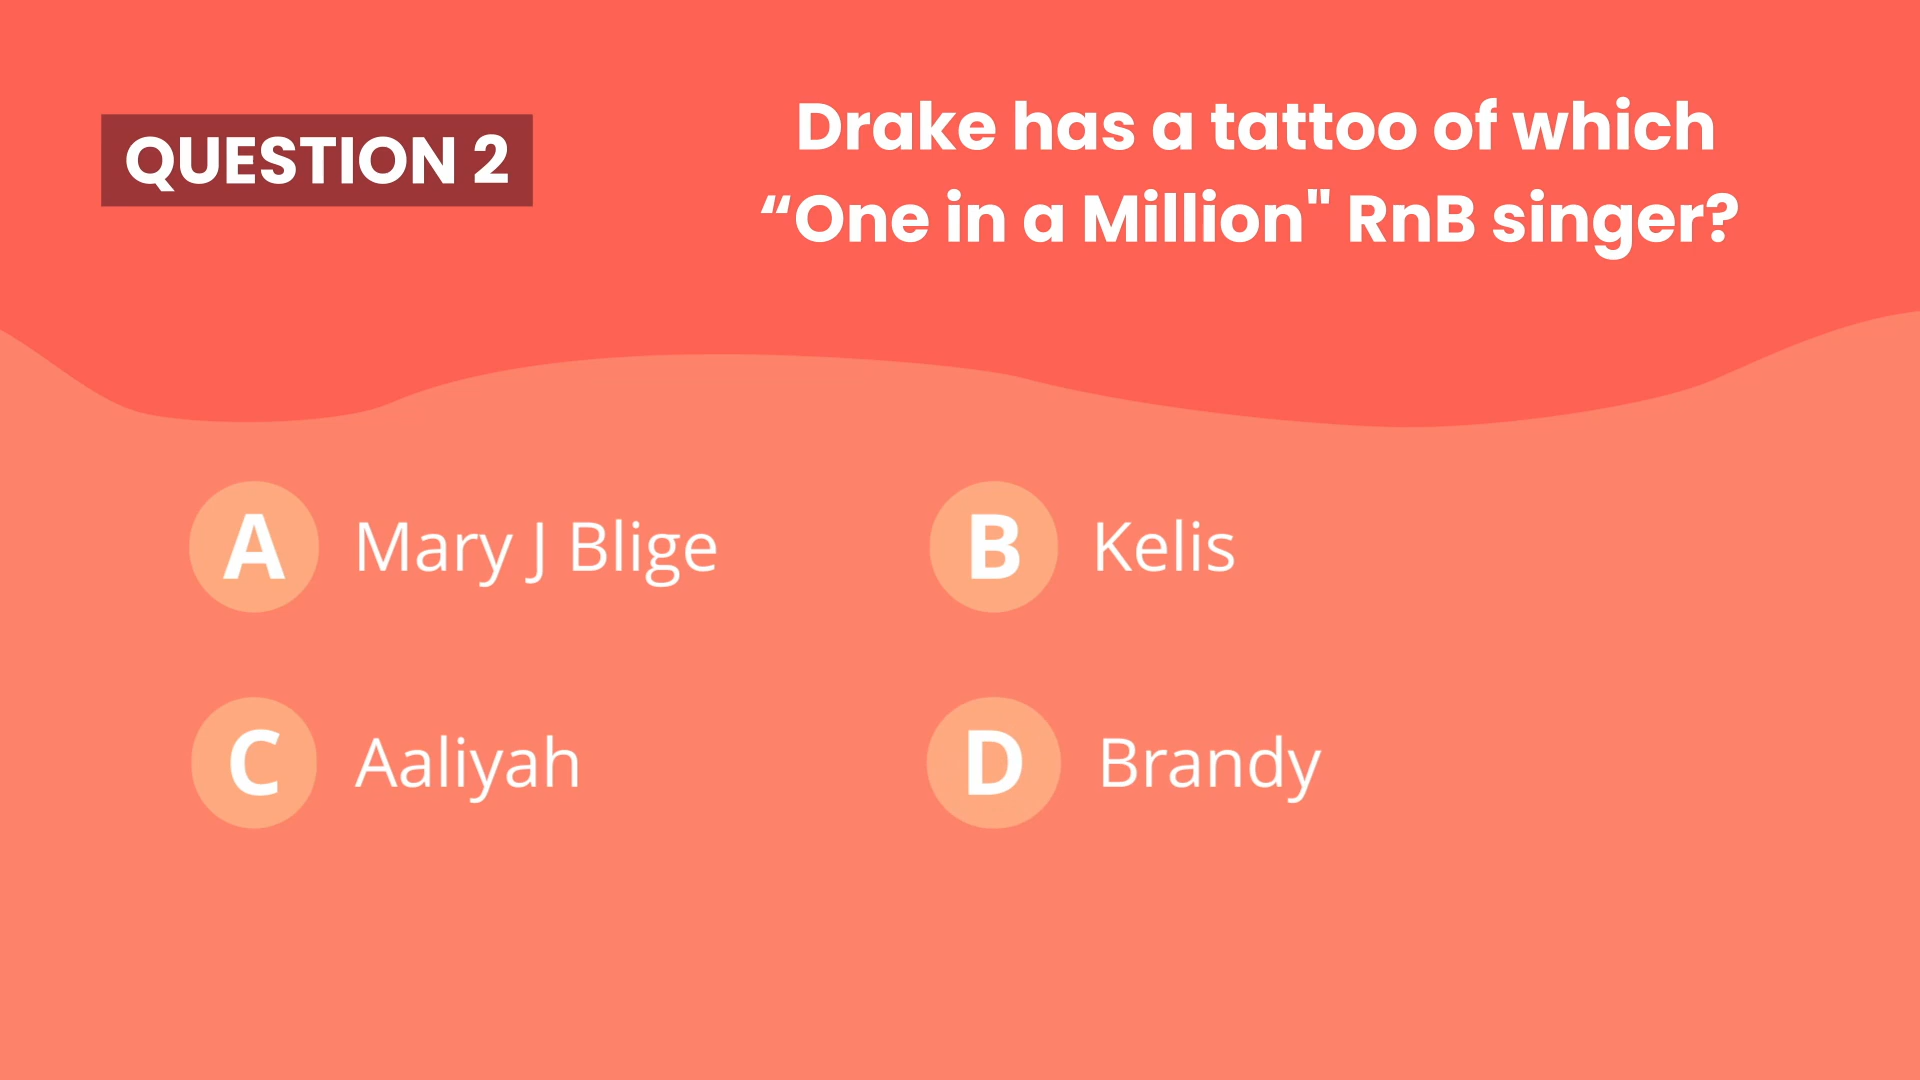 QUESTION 2
Drake has a tattoo of which
“One in a Million" RnB singer?
A Mary J Blige
B Kelis
C Aaliyah
D Brandy